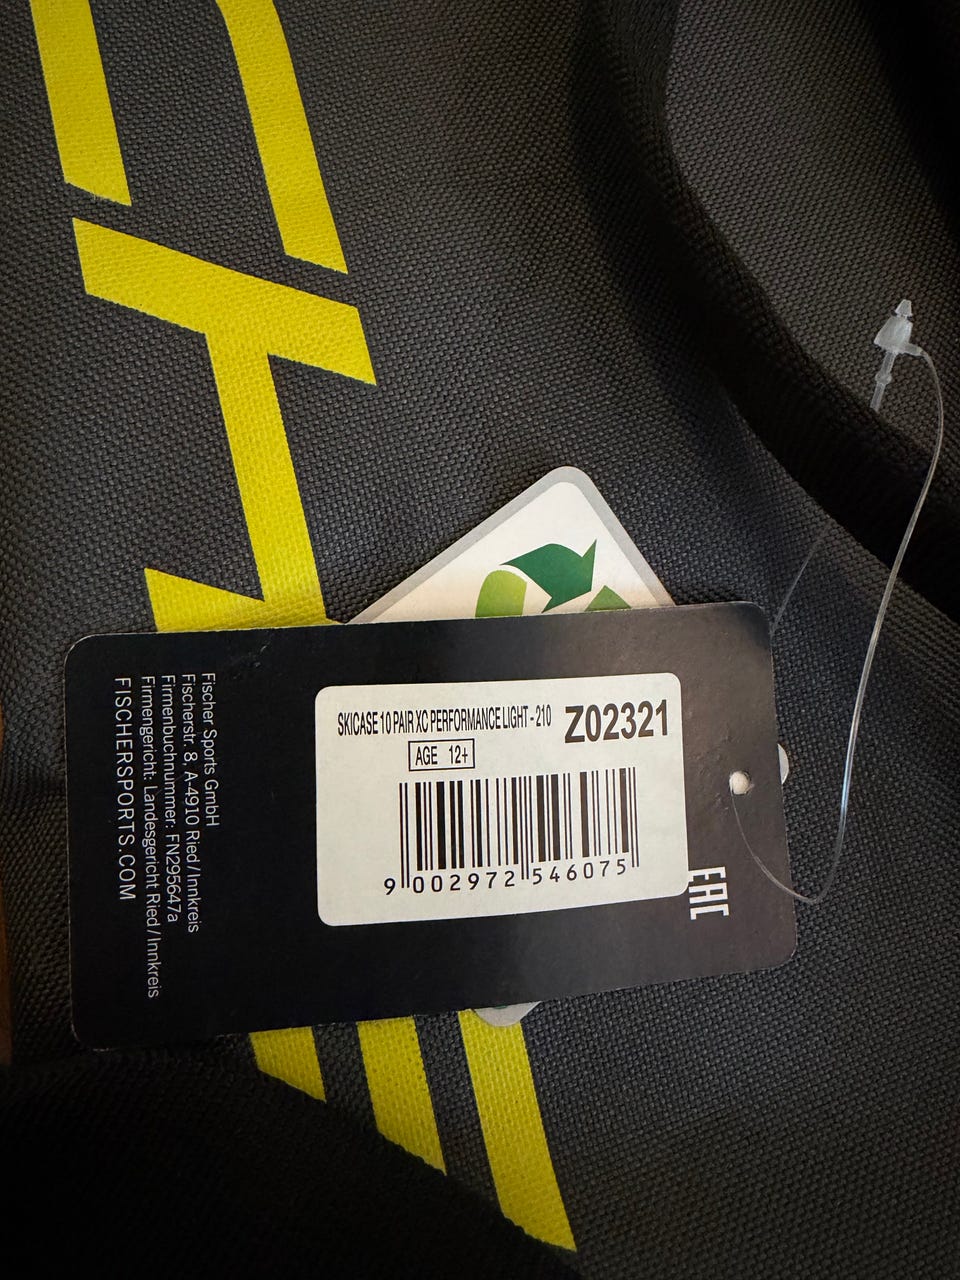 SKICASE 10 PAIR XC PERFORMANCE LIGHT - 210
Z02321
AGE 12+
9 002972 546075
EAC
Fischer Sports GmbH
Fischerstr. 8, A-4910 Ried/Innkreis
Firmenbuchnummer: FN295647a
Firmengericht: Landesgericht Ried/Innkreis
FISCHERSPORTS.COM